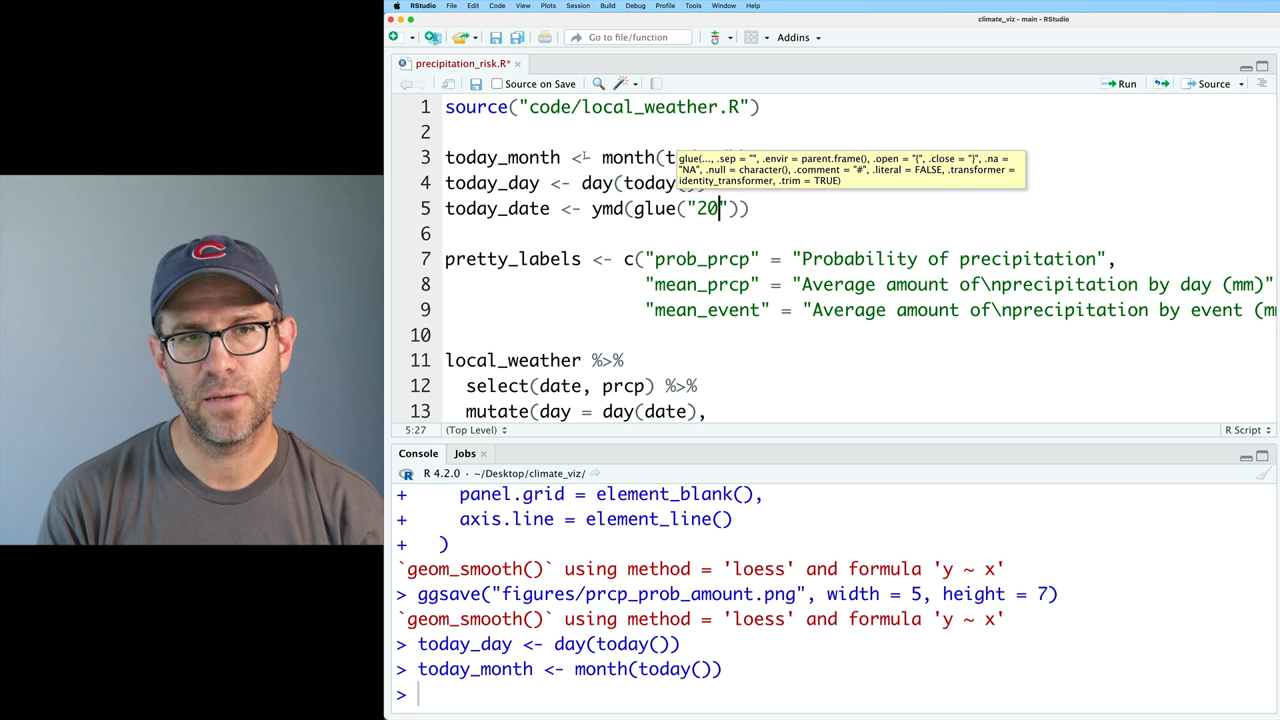 RStudio File Edit Code View Plots Session Build Debug Profile Tools Window Help
climate_viz - main - RStudio
Go to file/function Addins
precipitation_risk.R*
Source on Save Run Source
1 source("code/local_weather.R")
2
3 today_month <- month(t
glue(..., .sep = "", .envir = parent.frame(), .open = "{", .close = "}", .na =
"NA", .null = character(), .comment = "#", .literal = FALSE, .transformer =
identity_transformer, .trim = TRUE)
4 today_day <- day(today())
5 today_date <- ymd(glue("20"))
6
7 pretty_labels <- c("prob_prcp" = "Probability of precipitation",
8 "mean_prcp" = "Average amount of\nprecipitation by day (mm)"
9 "mean_event" = "Average amount of\nprecipitation by event (m
10
11 local_weather %>%
12 select(date, prcp) %>%
13 mutate(day = day(date),
5:27 (Top Level) R Script
Console Jobs
R 4.2.0 · ~/Desktop/climate_viz/
+ panel.grid = element_blank(),
+ axis.line = element_line()
+ )
`geom_smooth()` using method = 'loess' and formula 'y ~ x'
> ggsave("figures/prcp_prob_amount.png", width = 5, height = 7)
`geom_smooth()` using method = 'loess' and formula 'y ~ x'
> today_day <- day(today())
> today_month <- month(today())
>